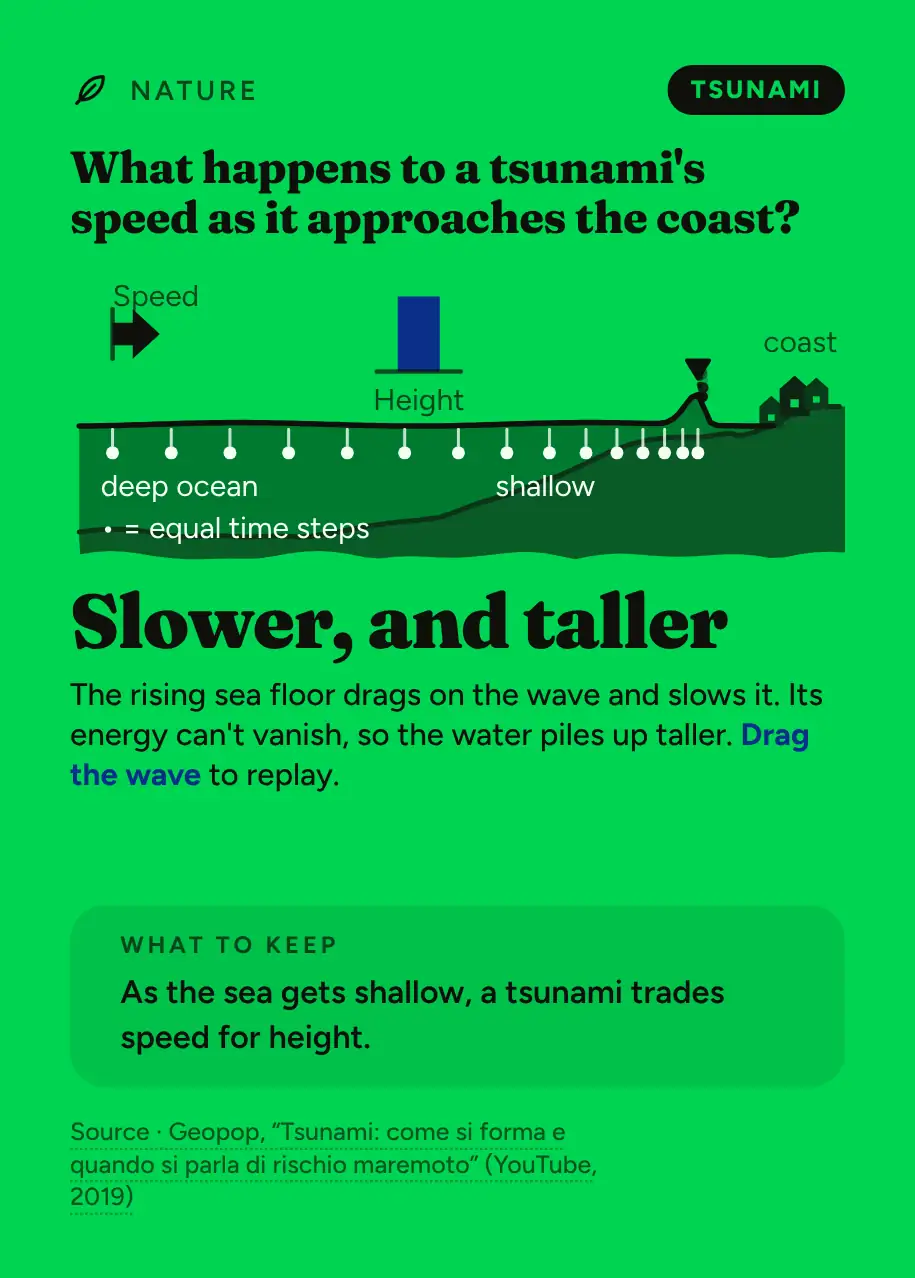 NATURE
TSUNAMI
What happens to a tsunami's
speed as it approaches the coast?
Speed
coast
Height
deep ocean
shallow
• = equal time steps
Slower, and taller
The rising sea floor drags on the wave and slows it. Its
energy can't vanish, so the water piles up taller. Drag
the wave to replay.
WHAT TO KEEP
As the sea gets shallow, a tsunami trades
speed for height.
Source · Geopop, “Tsunami: come si forma e
quando si parla di rischio maremoto” (YouTube,
2019)